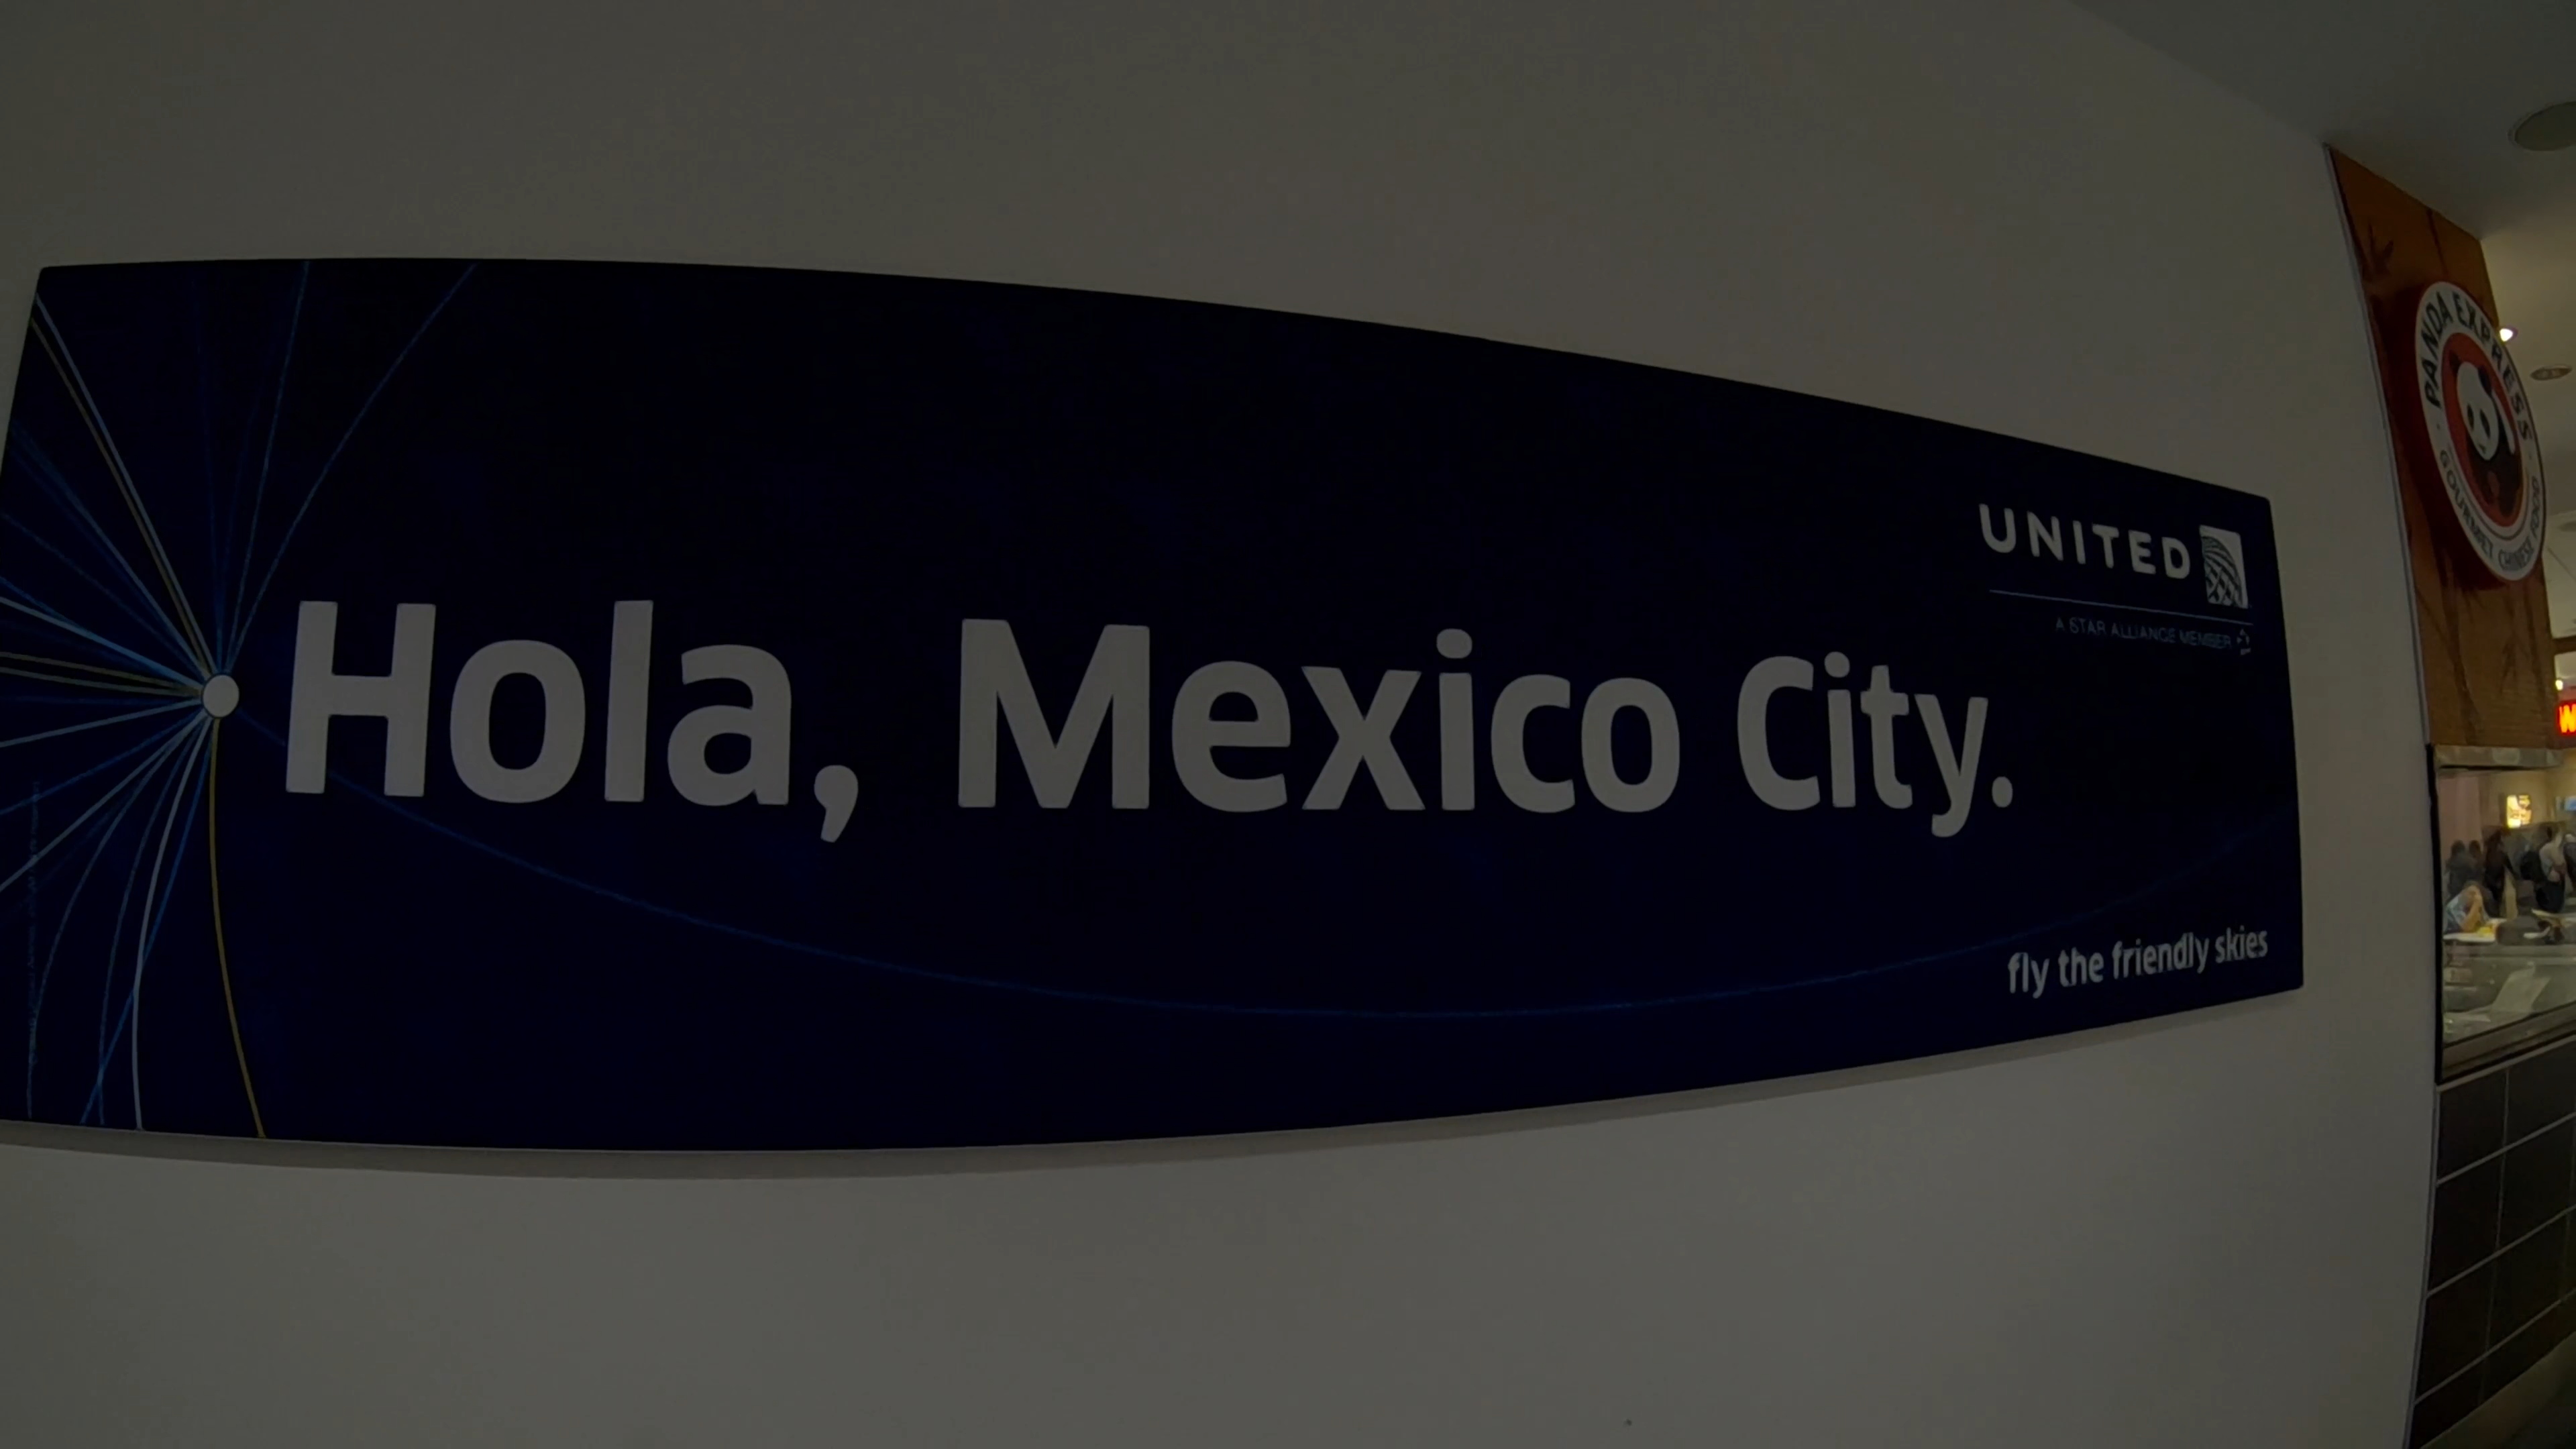 Hola, Mexico City.
UNITED
A STAR ALLIANCE MEMBER
fly the friendly skies
PANDA EXPRESS
GOURMET CHINESE FOOD